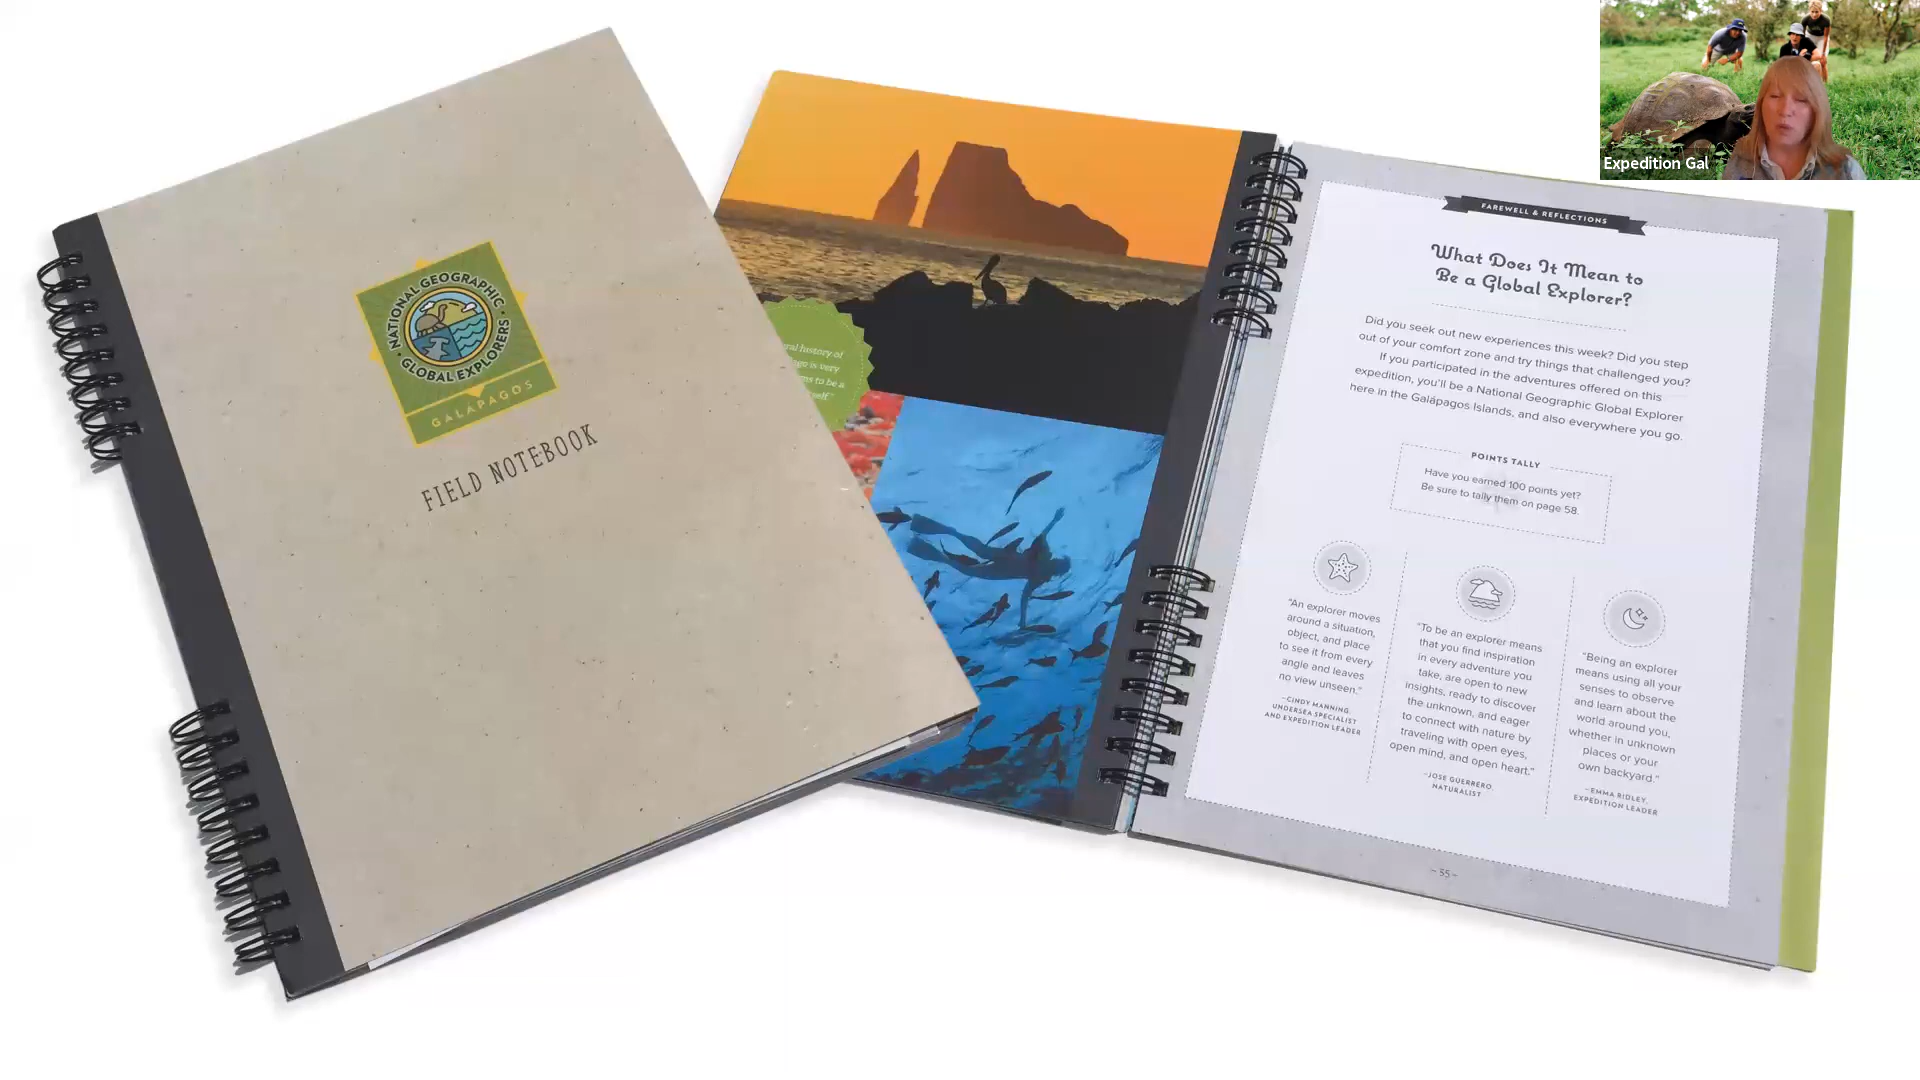 NATIONAL GEOGRAPHIC
GLOBAL EXPLORERS
GALÁPAGOS
FIELD NOTEBOOK
history of
is very
to be a
FAREWELL & REFLECTIONS
What Does It Mean to
Be a Global Explorer?
Did you seek out new experiences this week? Did you step
out of your comfort zone and try things that challenged you?
If you participated in the adventures offered on this
expedition, you'll be a National Geographic Global Explorer
here in the Galápagos Islands, and also everywhere you go.
POINTS TALLY
Have you earned 100 points yet?
Be sure to tally them on page 58.
"An explorer moves
around a situation,
object, and place
to see it from every
angle and leaves
no view unseen."
–CINDY MANNING,
UNDERSEA SPECIALIST
AND EXPEDITION LEADER
"To be an explorer means
that you find inspiration
in every adventure you
take, are open to new
insights, ready to discover
the unknown, and eager
to connect with nature by
traveling with open eyes,
open mind, and open heart."
–JOSE GUERRERO,
NATURALIST
"Being an explorer
means using all your
senses to observe
and learn about the
world around you,
whether in unknown
places or your
own backyard."
–EMMA RIDLEY,
EXPEDITION LEADER
–55–
Expedition Gal